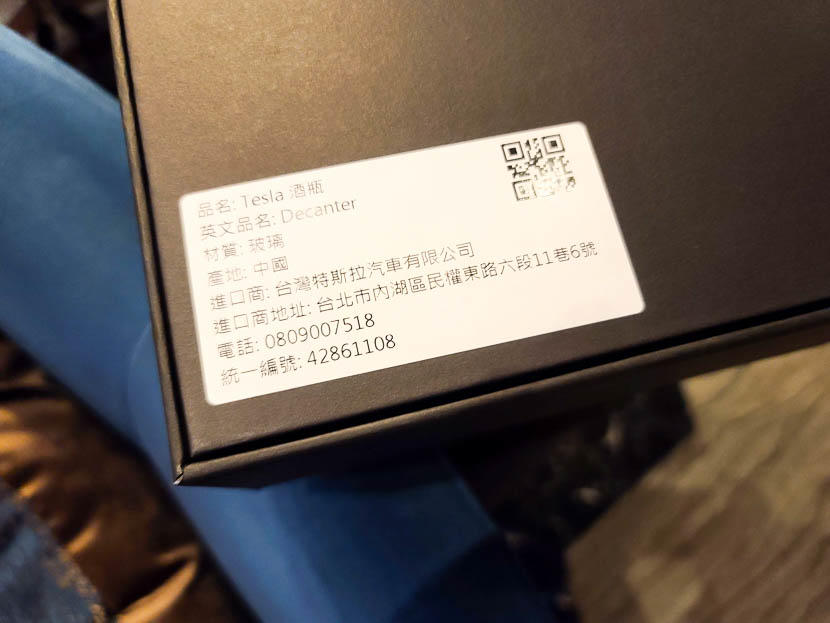 品名: Tesla 酒瓶
英文品名: Decanter
材質: 玻璃
產地: 中國
進口商: 台灣特斯拉汽車有限公司
進口商地址: 台北市內湖區民權東路六段11巷6號
電話: 0809007518
統一編號: 42861108